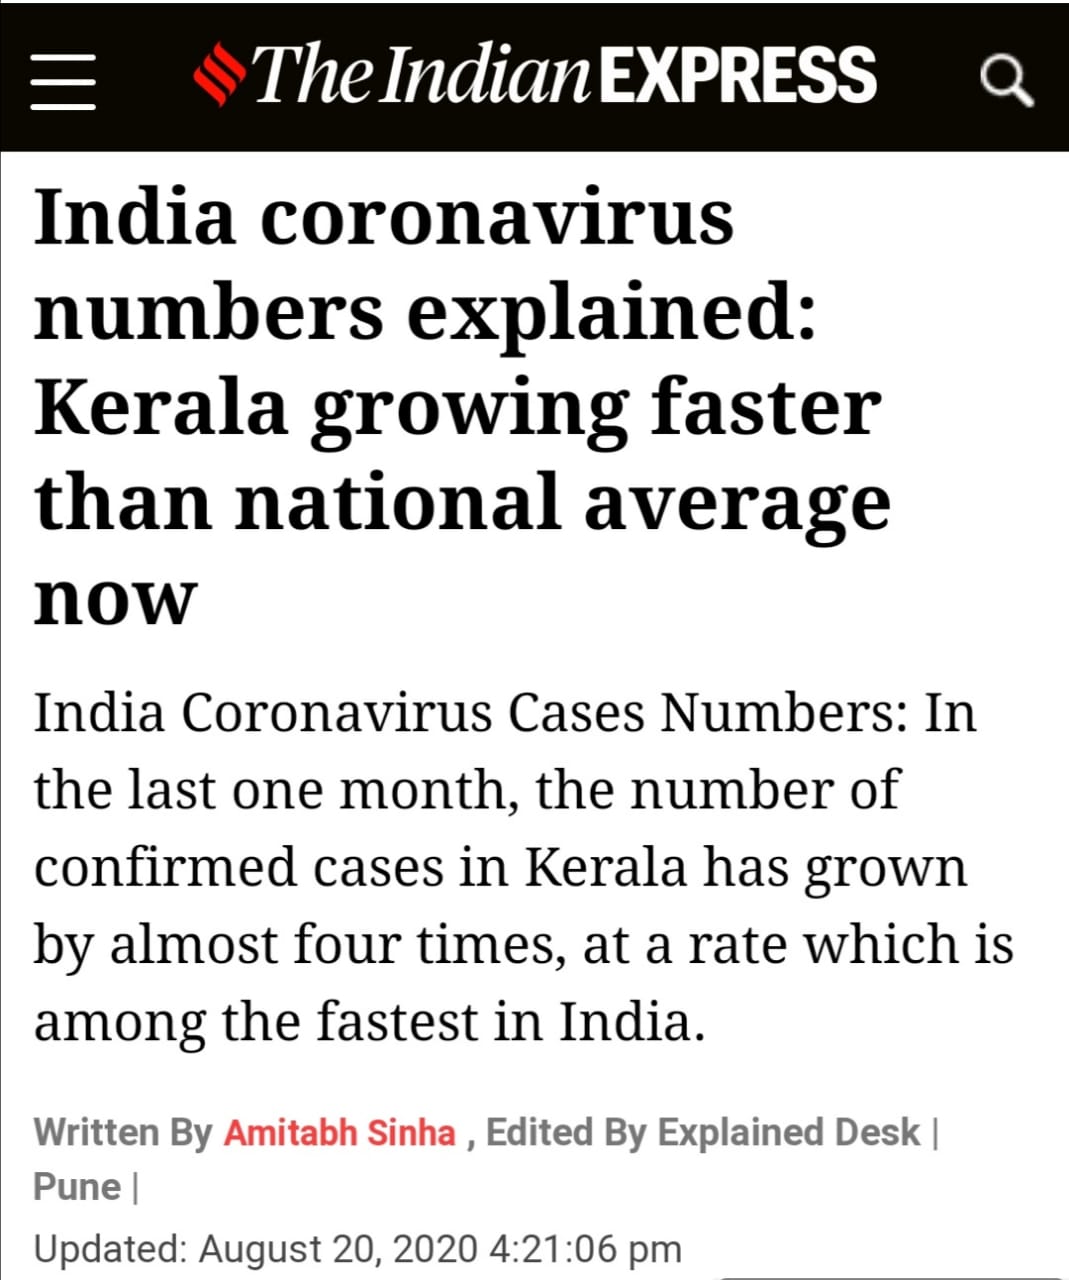 The Indian EXPRESS
India coronavirus
numbers explained:
Kerala growing faster
than national average
now
India Coronavirus Cases Numbers: In
the last one month, the number of
confirmed cases in Kerala has grown
by almost four times, at a rate which is
among the fastest in India.
Written By Amitabh Sinha , Edited By Explained Desk |
Pune |
Updated: August 20, 2020 4:21:06 pm